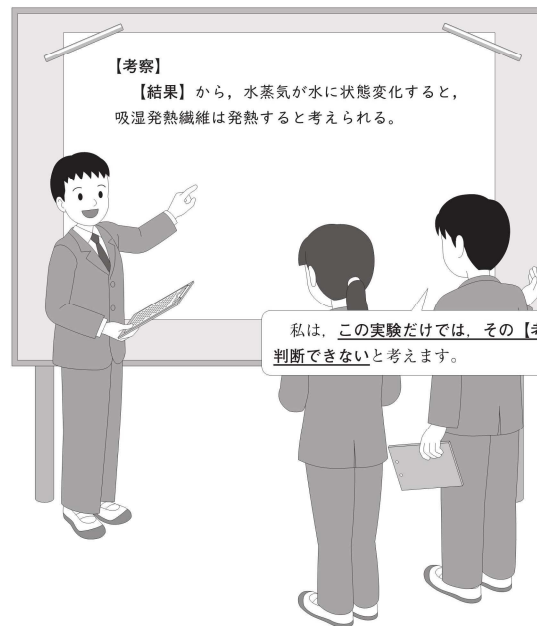 【考察】
【結果】から，水蒸気が水に状態変化すると，
吸湿発熱繊維は発熱すると考えられる。
私は，この実験だけでは，その【考
判断できないと考えます。